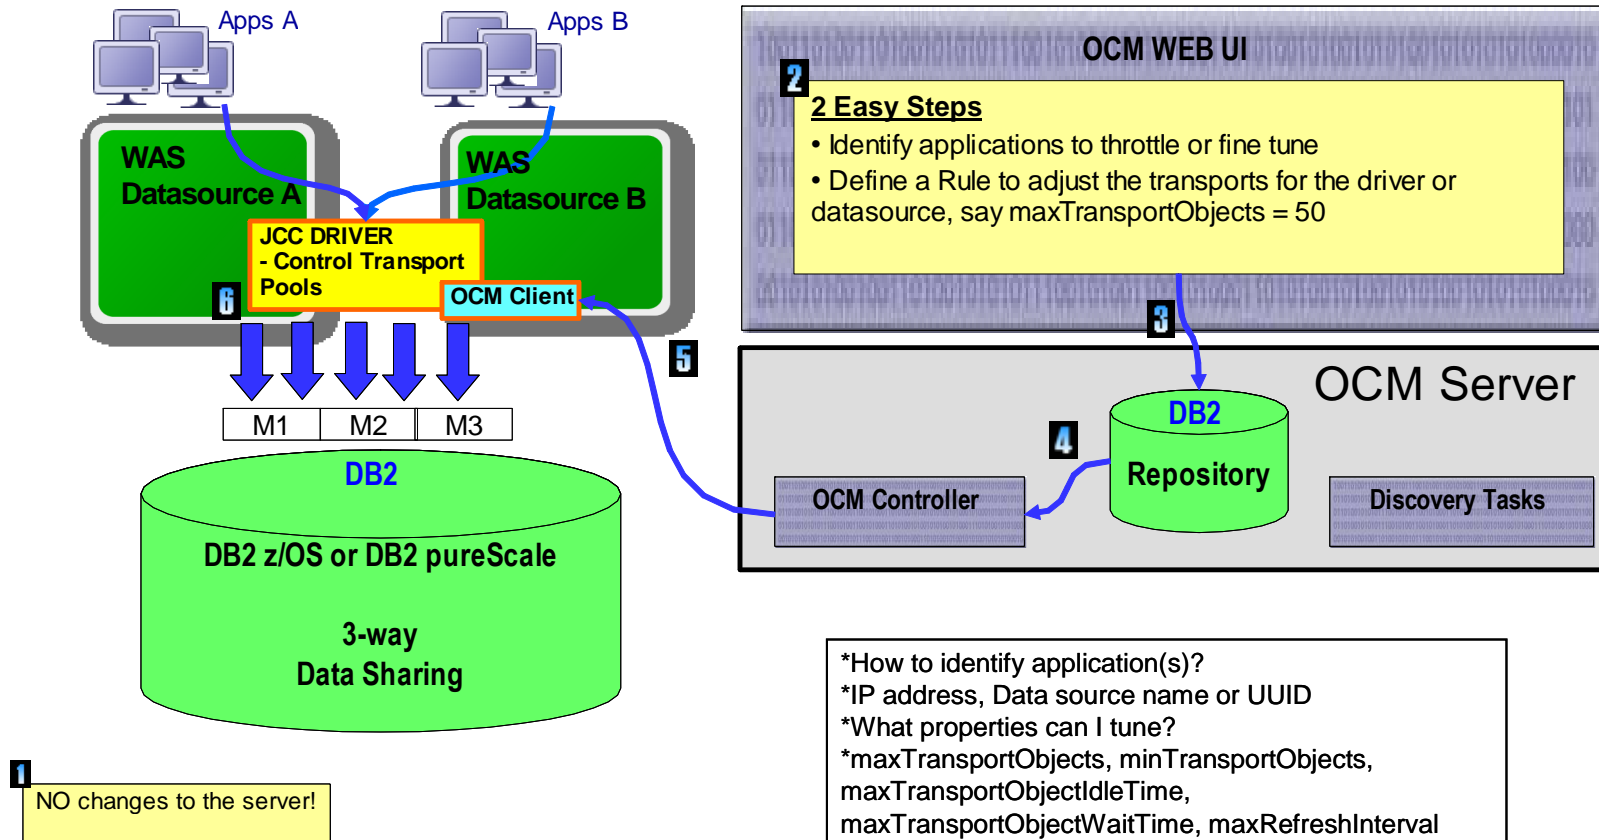 Apps A
Apps B
WAS
Datasource A
WAS
Datasource B
JCC DRIVER
- Control Transport
Pools
OCM Client
6
5
M1
M2
M3
DB2
DB2 z/OS or DB2 pureScale
3-way
Data Sharing
1
NO changes to the server!
OCM WEB UI
2
2 Easy Steps
• Identify applications to throttle or fine tune
• Define a Rule to adjust the transports for the driver or
datasource, say maxTransportObjects = 50
3
OCM Server
DB2
Repository
4
OCM Controller
Discovery Tasks
*How to identify application(s)?
*IP address, Data source name or UUID
*What properties can I tune?
*maxTransportObjects, minTransportObjects,
maxTransportObjectIdleTime,
maxTransportObjectWaitTime, maxRefreshInterval